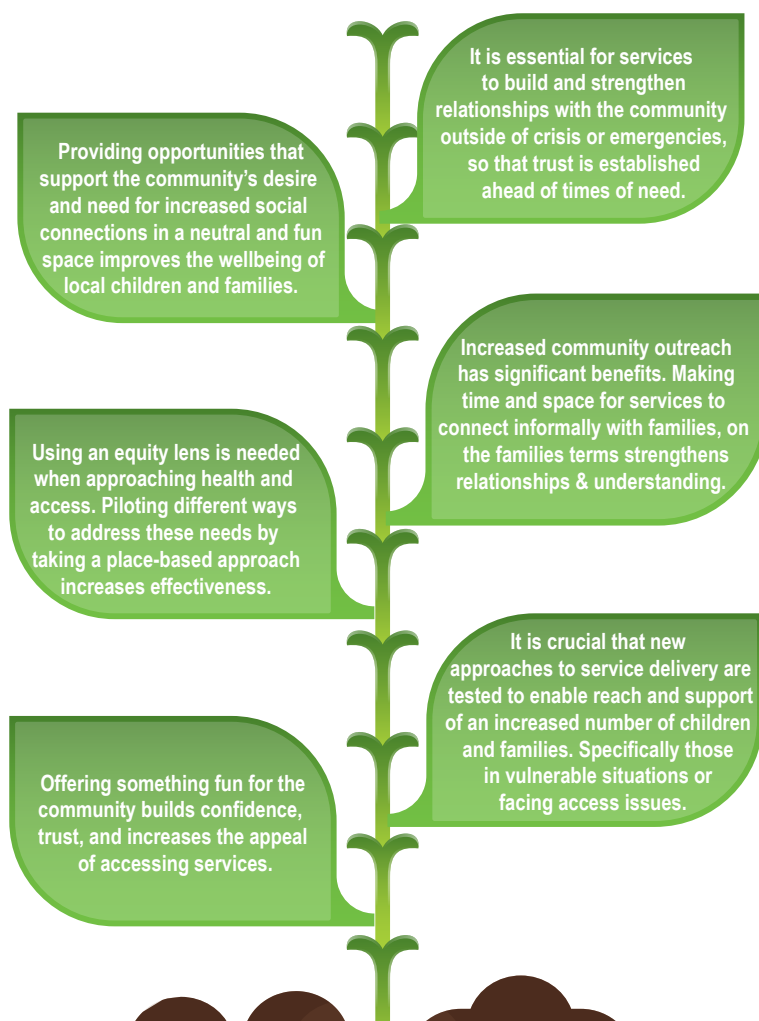 It is essential for services
to build and strengthen
relationships with the community
outside of crisis or emergencies,
so that trust is established
ahead of times of need.
Providing opportunities that
support the community's desire
and need for increased social
connections in a neutral and fun
space improves the wellbeing of
local children and families.
Increased community outreach
has significant benefits. Making
time and space for services to
connect informally with families, on
the families terms strengthens
relationships & understanding.
Using an equity lens is needed
when approaching health and
access. Piloting different ways
to address these needs by
taking a place-based approach
increases effectiveness.
It is crucial that new
approaches to service delivery are
tested to enable reach and support
of an increased number of children
and families. Specifically those
in vulnerable situations or
facing access issues.
Offering something fun for the
community builds confidence,
trust, and increases the appeal
of accessing services.